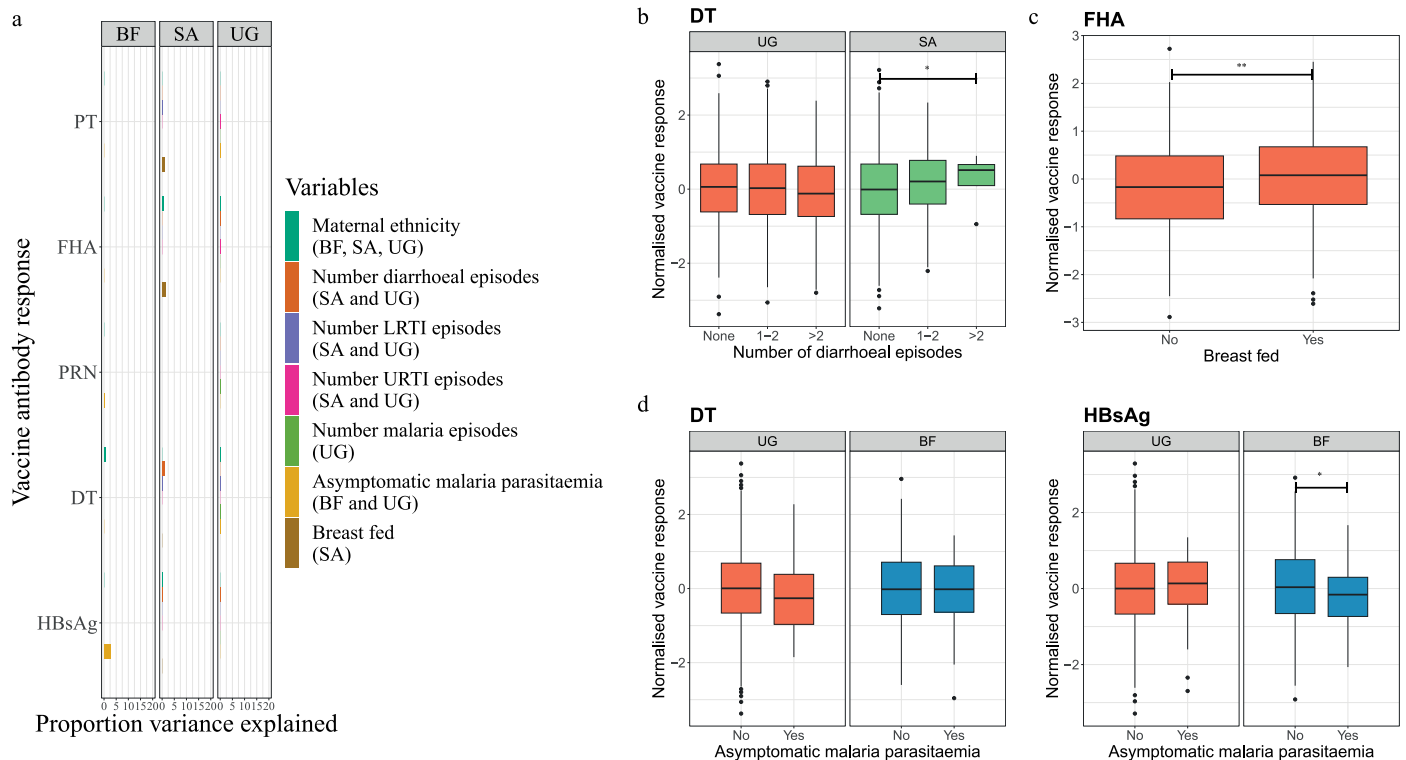 a
BF SA UG
Vaccine antibody response
PT
FHA
PRN
DT
HBsAg
0 5 101520 0 5 101520 0 5 101520
Proportion variance explained
Variables
Maternal ethnicity
(BF, SA, UG)
Number diarrhoeal episodes
(SA and UG)
Number LRTI episodes
(SA and UG)
Number URTI episodes
(SA and UG)
Number malaria episodes
(UG)
Asymptomatic malaria parasitaemia
(BF and UG)
Breast fed
(SA)
b DT
UG SA
*
Normalised vaccine response
2
0
−2
None 1−2 >2 None 1−2 >2
Number of diarrhoeal episodes
c FHA
**
Normalised vaccine response
3
2
1
0
−1
−2
−3
No Yes
Breast fed
d DT
UG BF
Normalised vaccine response
2
0
−2
No Yes No Yes
Asymptomatic malaria parasitaemia
HBsAg
UG BF
*
Normalised vaccine response
2
0
−2
No Yes No Yes
Asymptomatic malaria parasitaemia